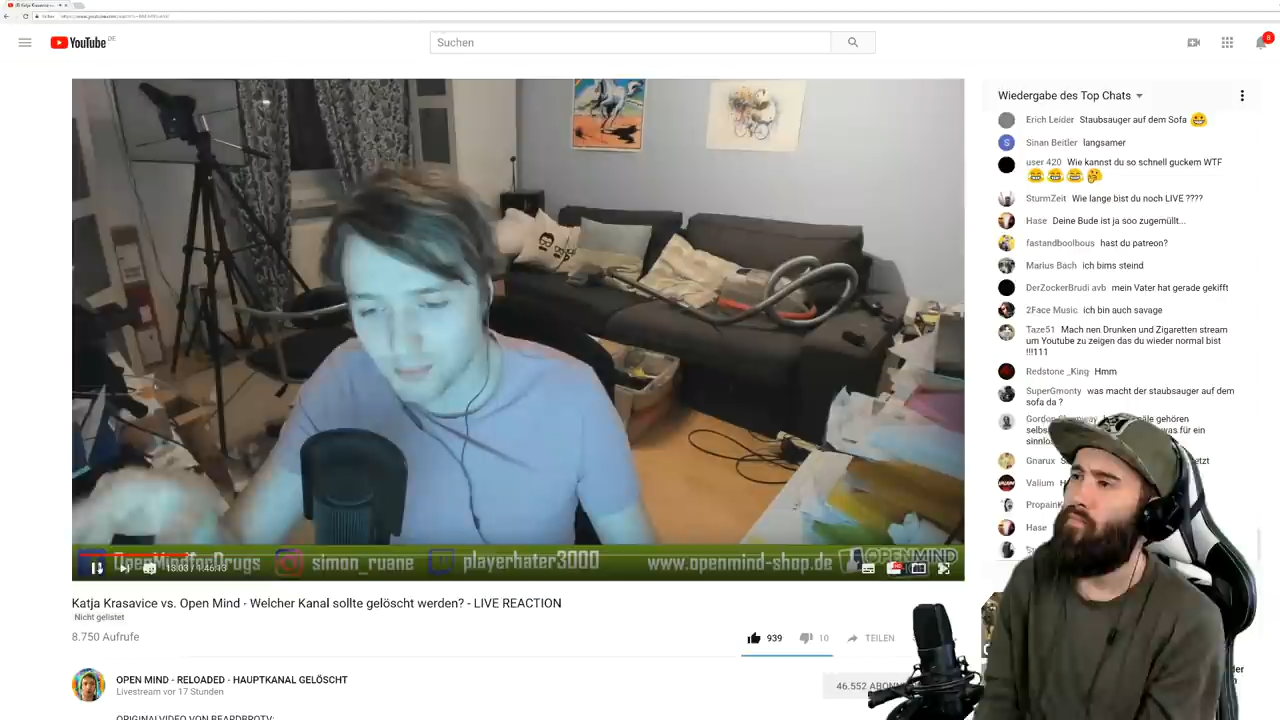 YouTube DE
Suchen
8
Wiedergabe des Top Chats
Erich Leider Staubsauger auf dem Sofa 😁
S
Sinan Beitler langsamer
user 420 Wie kannst du so schnell guckem WTF
😂 😂 😂 🤔
SturmZeit Wie lange bist du noch LIVE ????
Hase Deine Bude ist ja soo zugemüllt...
fastandboolbous hast du patreon?
Marius Bach ich bims steind
DerZockerBrudi avb mein Vater hat gerade gekifft
2Face Music ich bin auch savage
Taze51 Mach nen Drunken und Zigaretten stream
um Youtube zu zeigen das du wieder normal bist
!!!111
Redstone _King Hmm
SuperGmonty was macht der staubsauger auf dem
sofa da ?
gehören
was für ein
Gnarux
Valium
Hase
simon_ruane
playerhater3000
www.openmind-shop.de
OPENMIND
13:03 / 1:46:13
Katja Krasavice vs. Open Mind - Welcher Kanal sollte gelöscht werden? - LIVE REACTION
Nicht gelistet
8.750 Aufrufe
939
10
TEILEN
OPEN MIND - RELOADED - HAUPTKANAL GELÖSCHT
Livestream vor 17 Stunden
46.552
ORIGINALVIDEO VON BEARDBROTV: